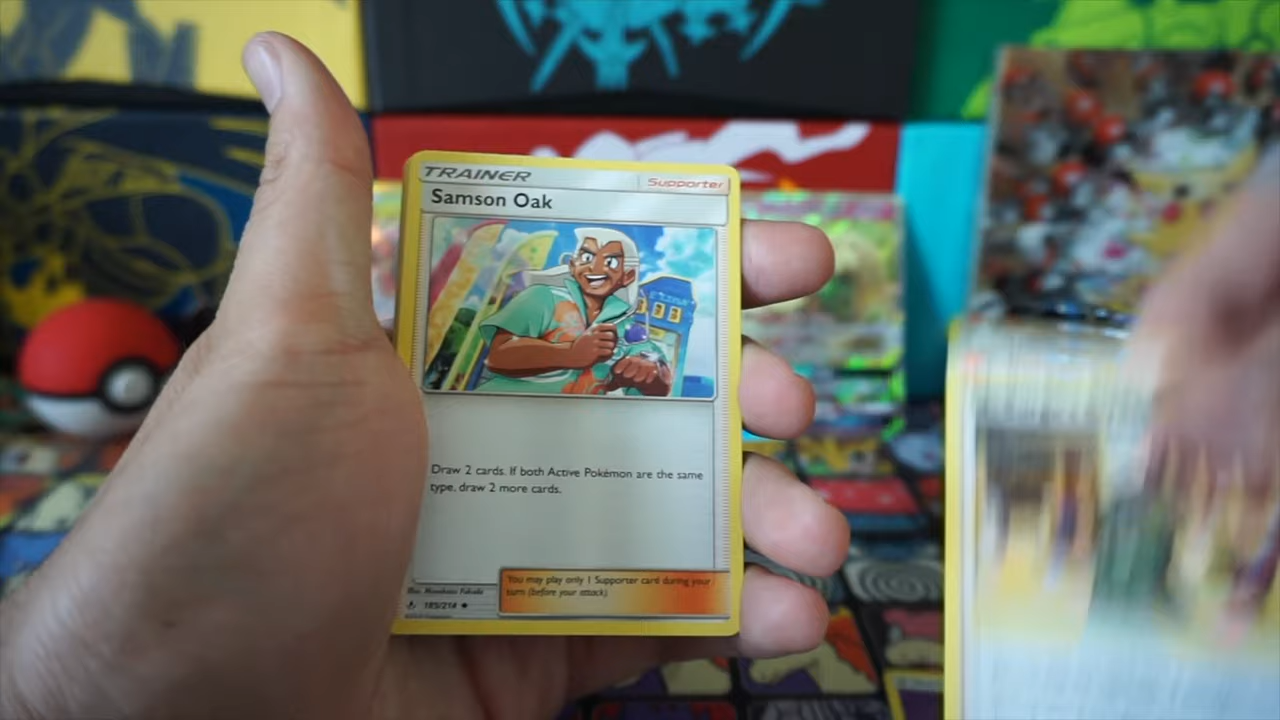 TRAINER Supporter
Samson Oak
Draw 2 cards. If both Active Pokémon are the same
type, draw 2 more cards.
You may play only 1 Supporter card during your
turn (before your attack).
Illus.
185/214